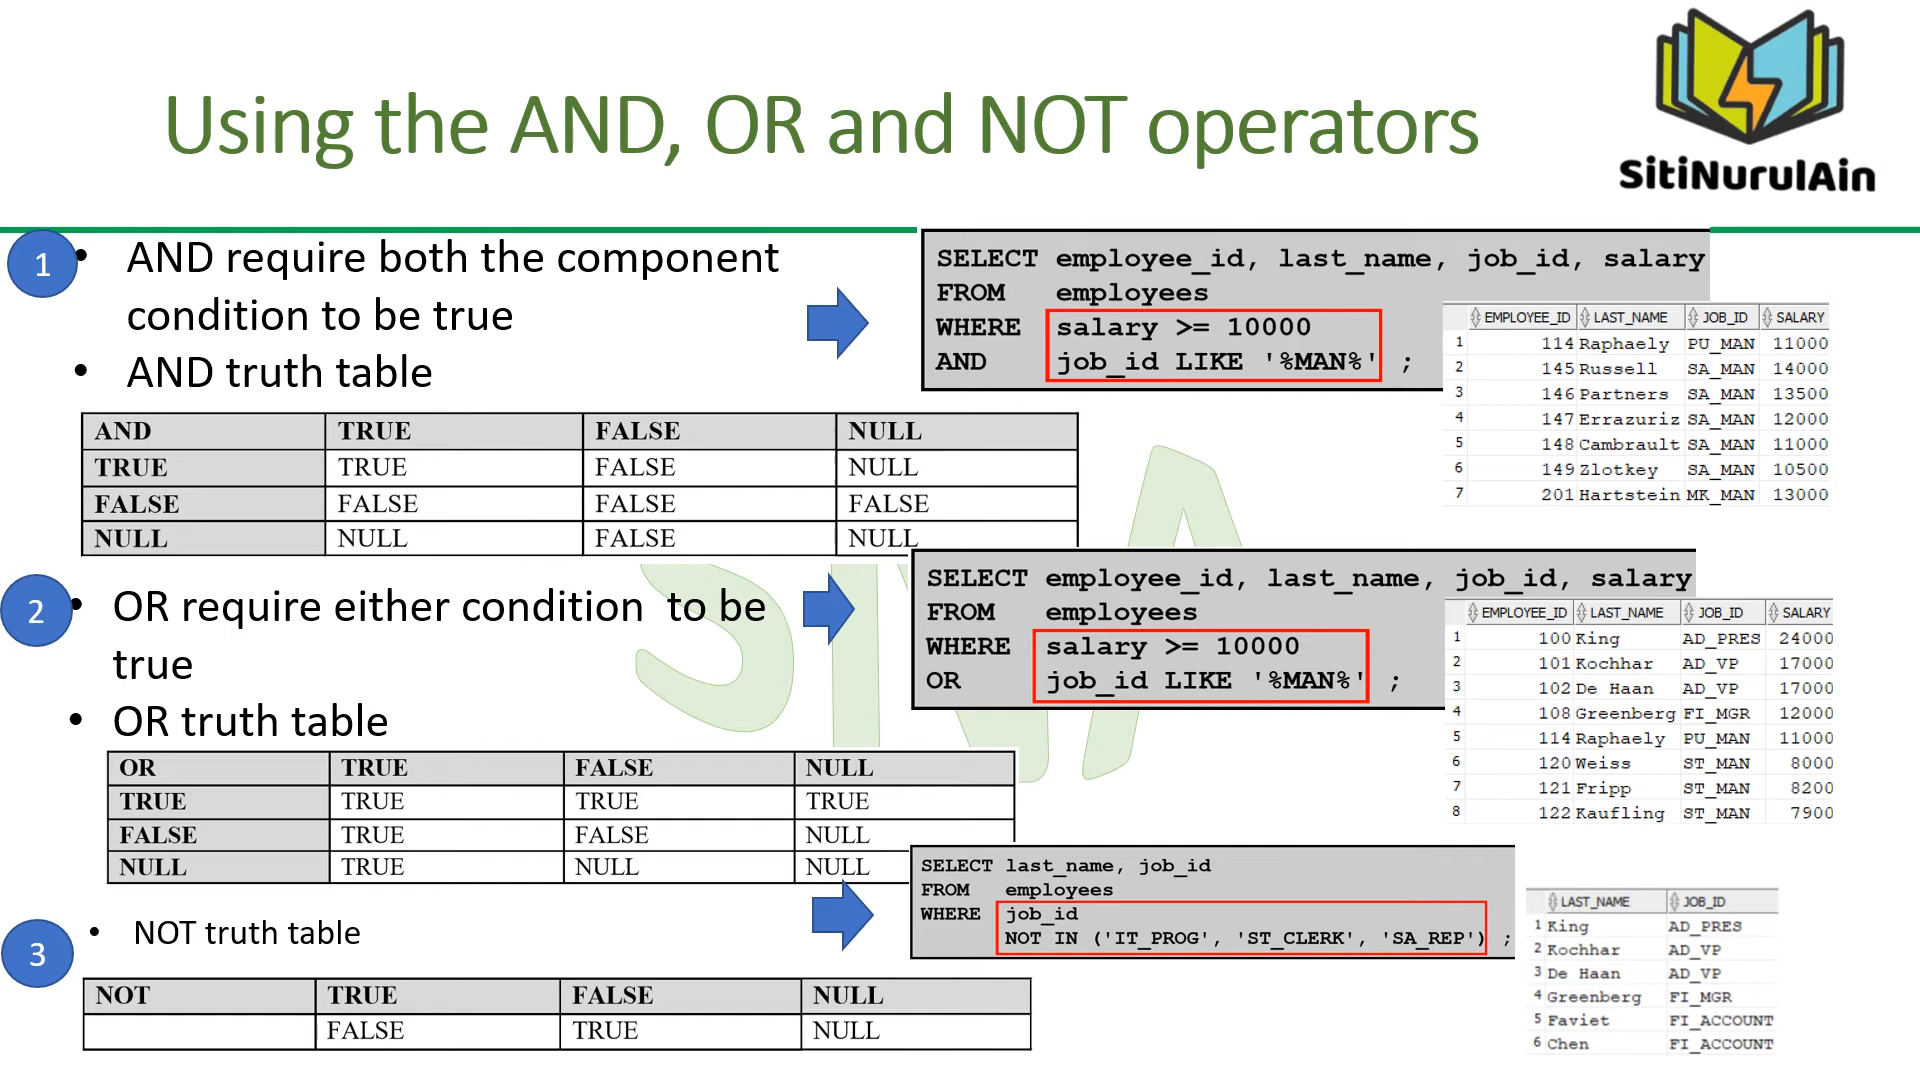 Using the AND, OR and NOT operators
SitiNurulAin
1
• AND require both the component
condition to be true
• AND truth table
SELECT employee_id, last_name, job_id, salary
FROM employees
WHERE salary >= 10000
AND job_id LIKE '%MAN%' ;
EMPLOYEE_ID LAST_NAME JOB_ID SALARY
1 114 Raphaely PU_MAN 11000
2 145 Russell SA_MAN 14000
3 146 Partners SA_MAN 13500
4 147 Errazuriz SA_MAN 12000
5 148 Cambrault SA_MAN 11000
6 149 Zlotkey SA_MAN 10500
7 201 Hartstein MK_MAN 13000
AND TRUE FALSE NULL
TRUE TRUE FALSE NULL
FALSE FALSE FALSE FALSE
NULL NULL FALSE NULL
2
• OR require either condition to be
true
• OR truth table
SELECT employee_id, last_name, job_id, salary
FROM employees
WHERE salary >= 10000
OR job_id LIKE '%MAN%' ;
EMPLOYEE_ID LAST_NAME JOB_ID SALARY
1 100 King AD_PRES 24000
2 101 Kochhar AD_VP 17000
3 102 De Haan AD_VP 17000
4 108 Greenberg FI_MGR 12000
5 114 Raphaely PU_MAN 11000
6 120 Weiss ST_MAN 8000
7 121 Fripp ST_MAN 8200
8 122 Kaufling ST_MAN 7900
OR TRUE FALSE NULL
TRUE TRUE TRUE TRUE
FALSE TRUE FALSE NULL
NULL TRUE NULL NULL
3
• NOT truth table
SELECT last_name, job_id
FROM employees
WHERE job_id
NOT IN ('IT_PROG', 'ST_CLERK', 'SA_REP') ;
LAST_NAME JOB_ID
1 King AD_PRES
2 Kochhar AD_VP
3 De Haan AD_VP
4 Greenberg FI_MGR
5 Faviet FI_ACCOUNT
6 Chen FI_ACCOUNT
NOT TRUE FALSE NULL
FALSE TRUE NULL